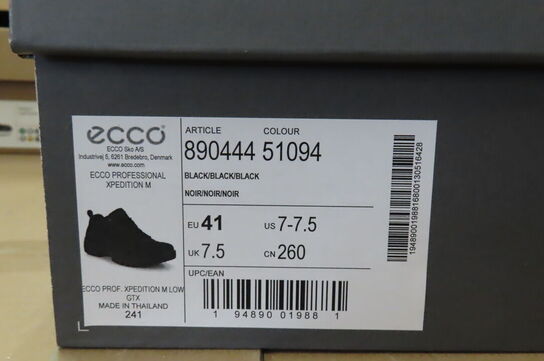 ecco
ECCO Sko A/S
Industrivej 5, 6261 Bredebro, Denmark
www.ecco.com
ECCO PROFESSIONAL
XPEDITION M
ECCO PROF. XPEDITION M LOW
GTX
MADE IN THAILAND
241
ARTICLE COLOUR
890444 51094
BLACK/BLACK/BLACK
NOIR/NOIR/NOIR
EU 41 US 7-7.5
UK 7.5 CN 260
UPC/EAN
1 94890 01988 1
1948900198816800130516428